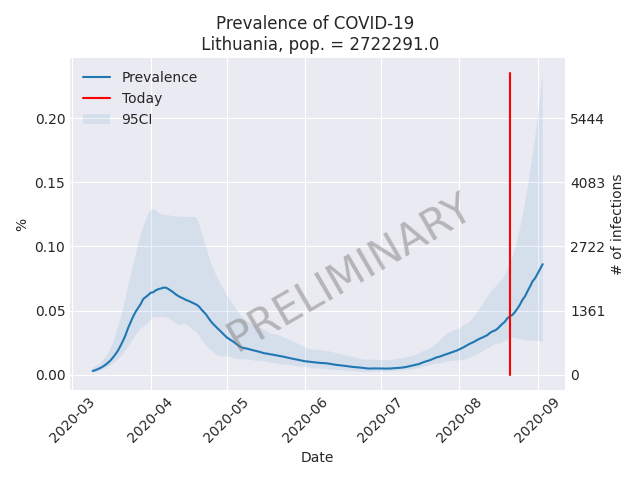 Prevalence of COVID-19
Lithuania, pop. = 2722291.0
Prevalence
Today
95CI
0.20
0.15
0.10
0.05
0.00
%
5444
4083
2722
1361
0
# of infections
PRELIMINARY
2020-03
2020-04
2020-05
2020-06
2020-07
2020-08
2020-09
Date